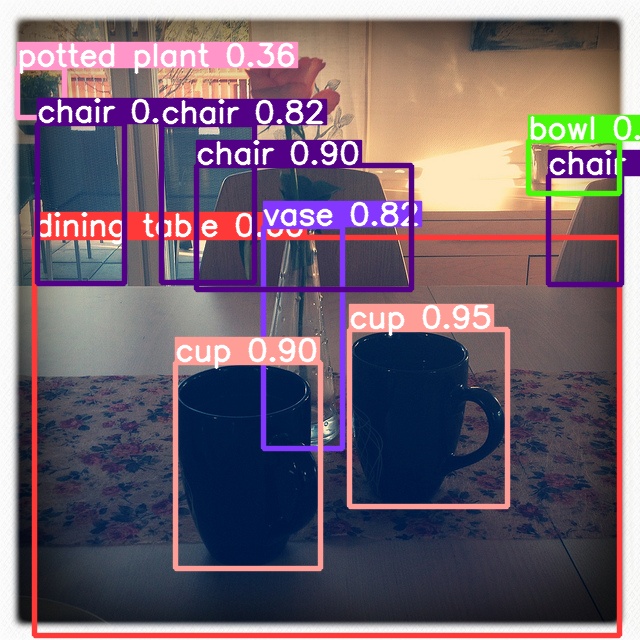 potted plant 0.36
chair 0.
chair 0.82
bowl 0.
chair 0.90
chair
vase 0.82
dining table 0.
cup 0.95
cup 0.90